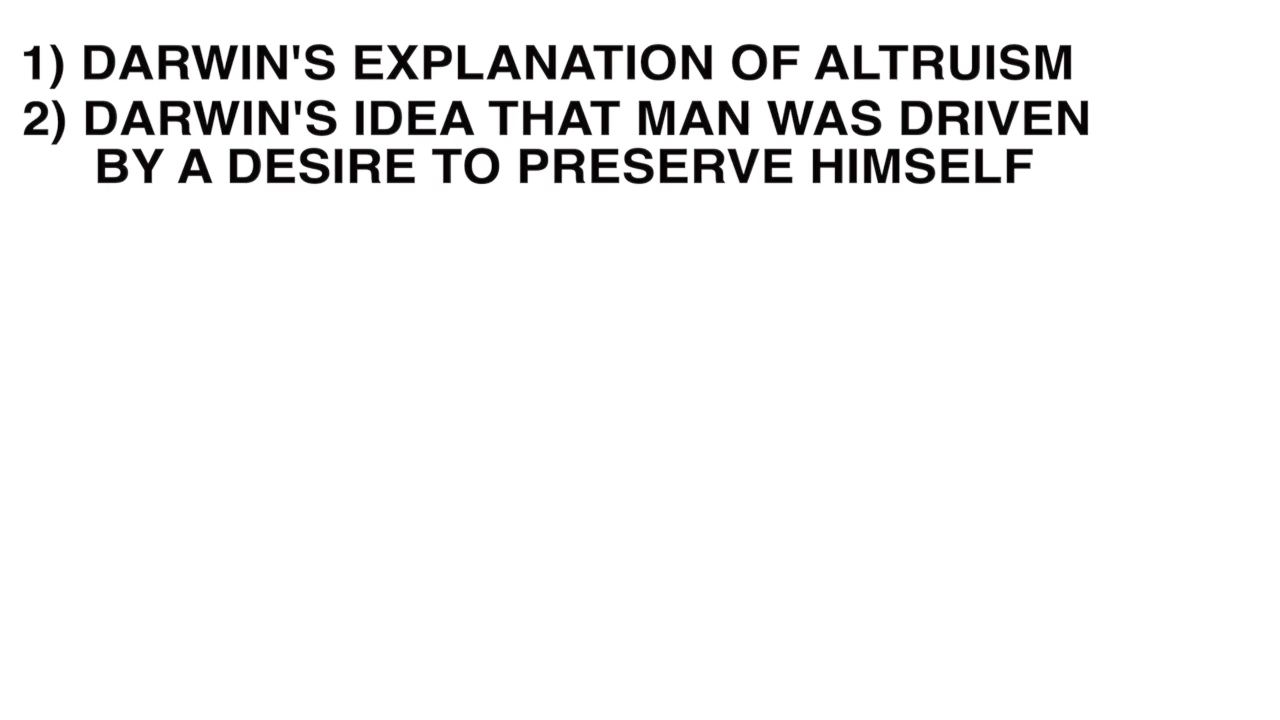 1) DARWIN'S EXPLANATION OF ALTRUISM
2) DARWIN'S IDEA THAT MAN WAS DRIVEN
BY A DESIRE TO PRESERVE HIMSELF